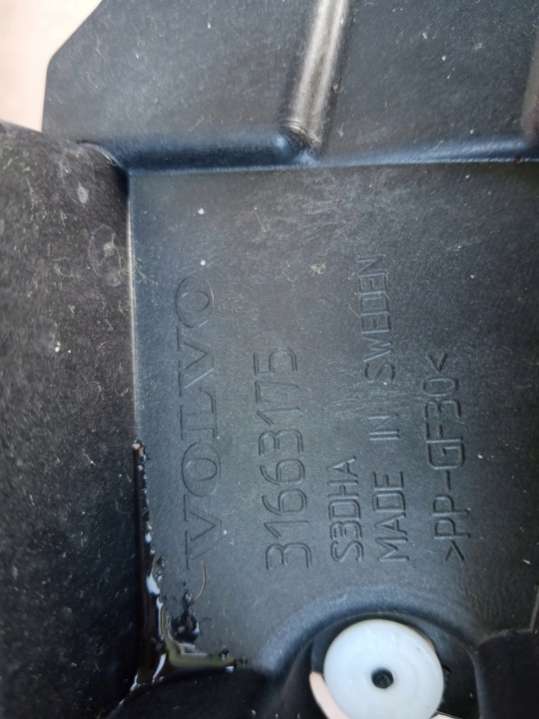 VOLVO
31663175
S3DHA
MADE IN SWEDEN
>PP-GF30<